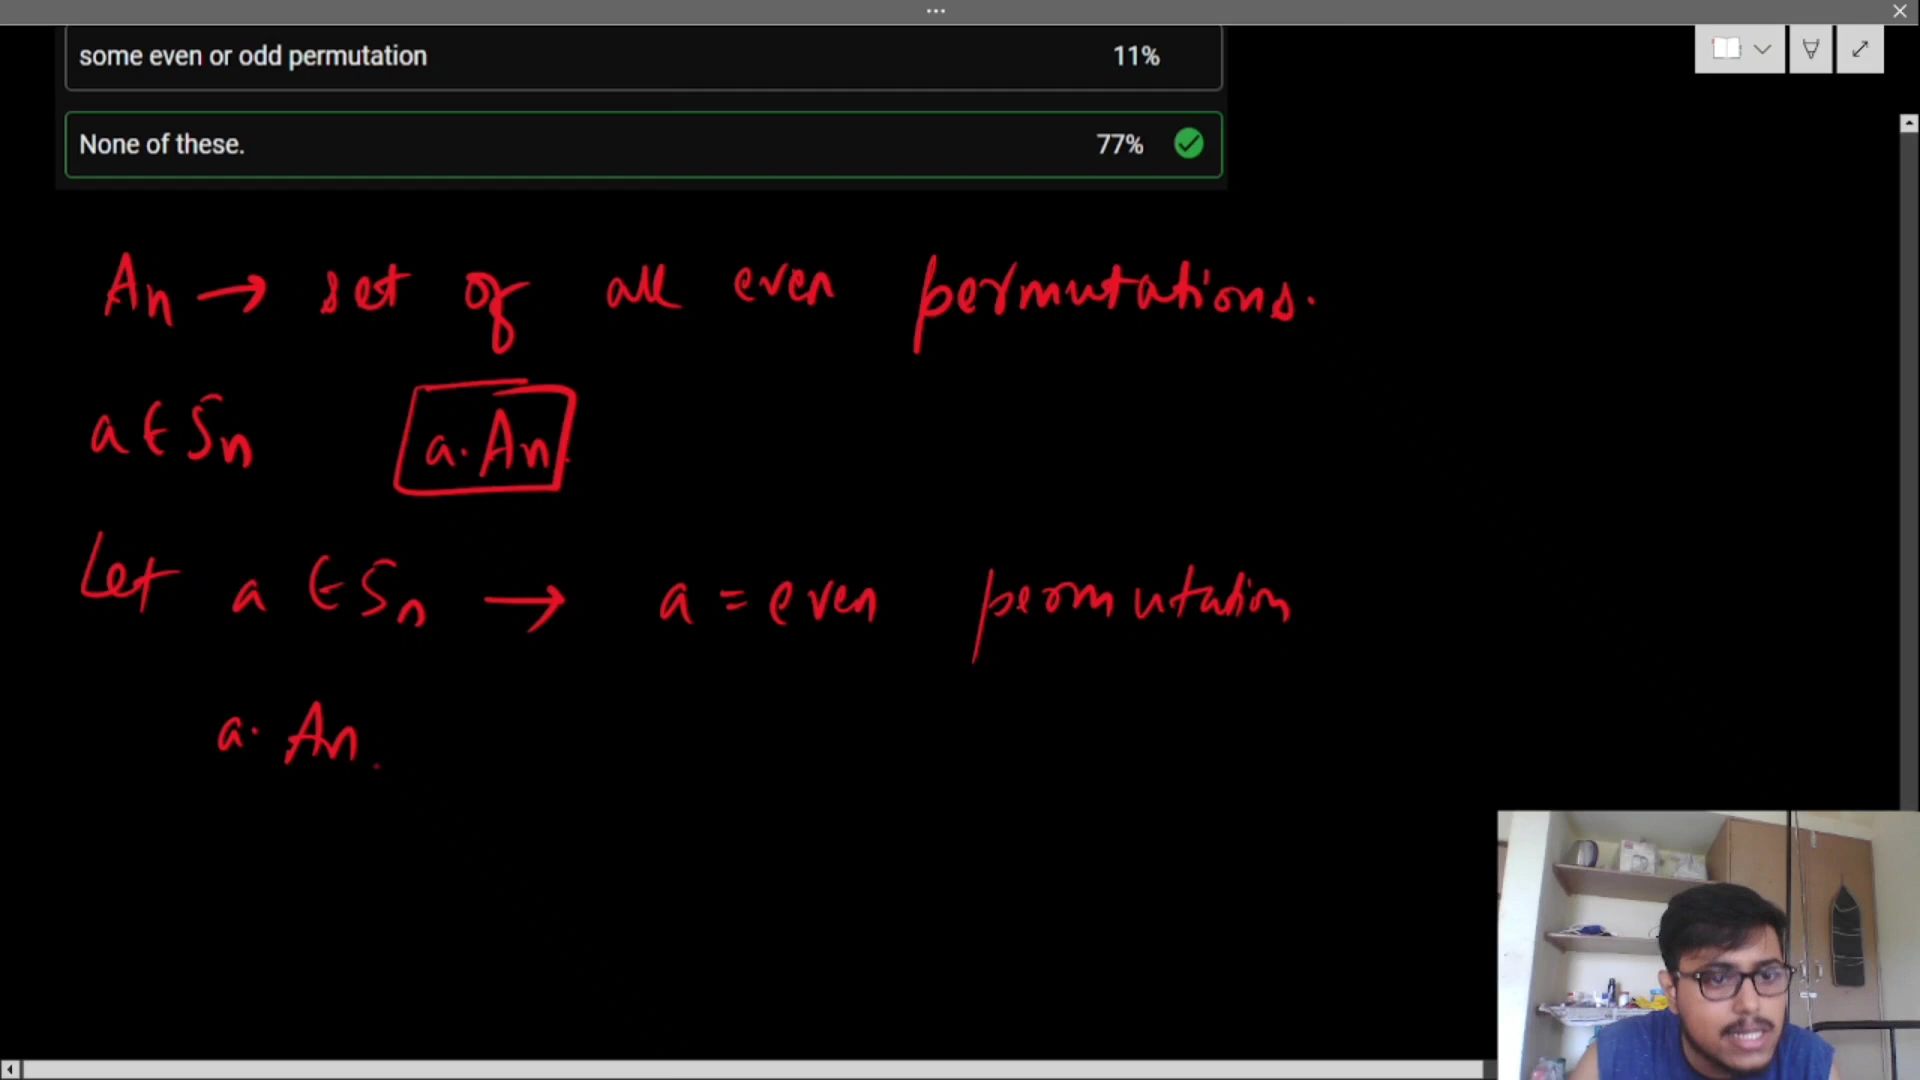 some even or odd permutation 11%
None of these. 77%
An → set of all even permutations.
a ∈ Sn a. An
Let a ∈ Sn → a = even permutation
a. An.